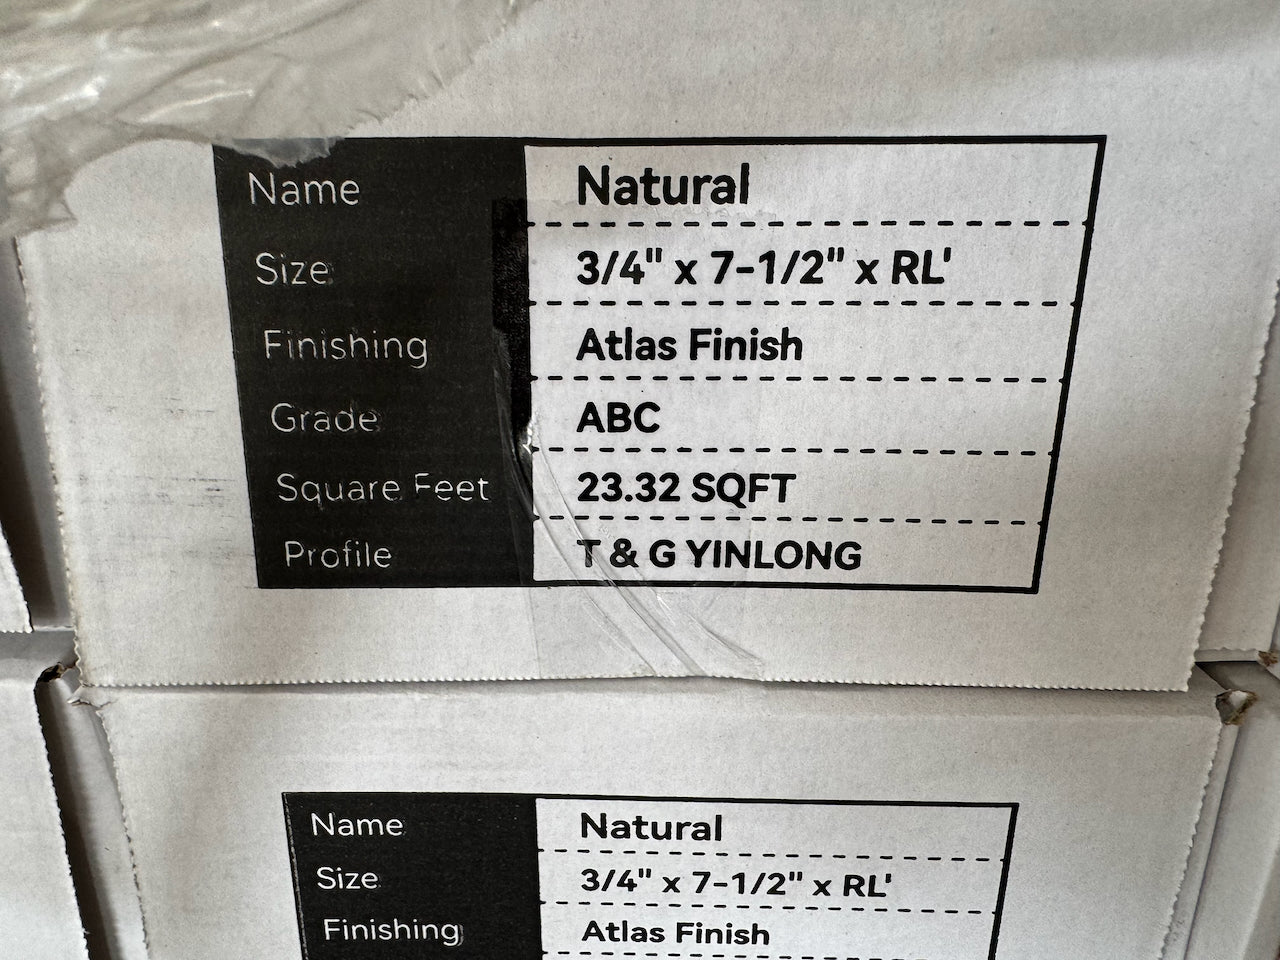 Name Natural
Size 3/4" x 7-1/2" x RL'
Finishing Atlas Finish
Grade ABC
Square Feet 23.32 SQFT
Profile T & G YINLONG
Name Natural
Size 3/4" x 7-1/2" x RL'
Finishing Atlas Finish